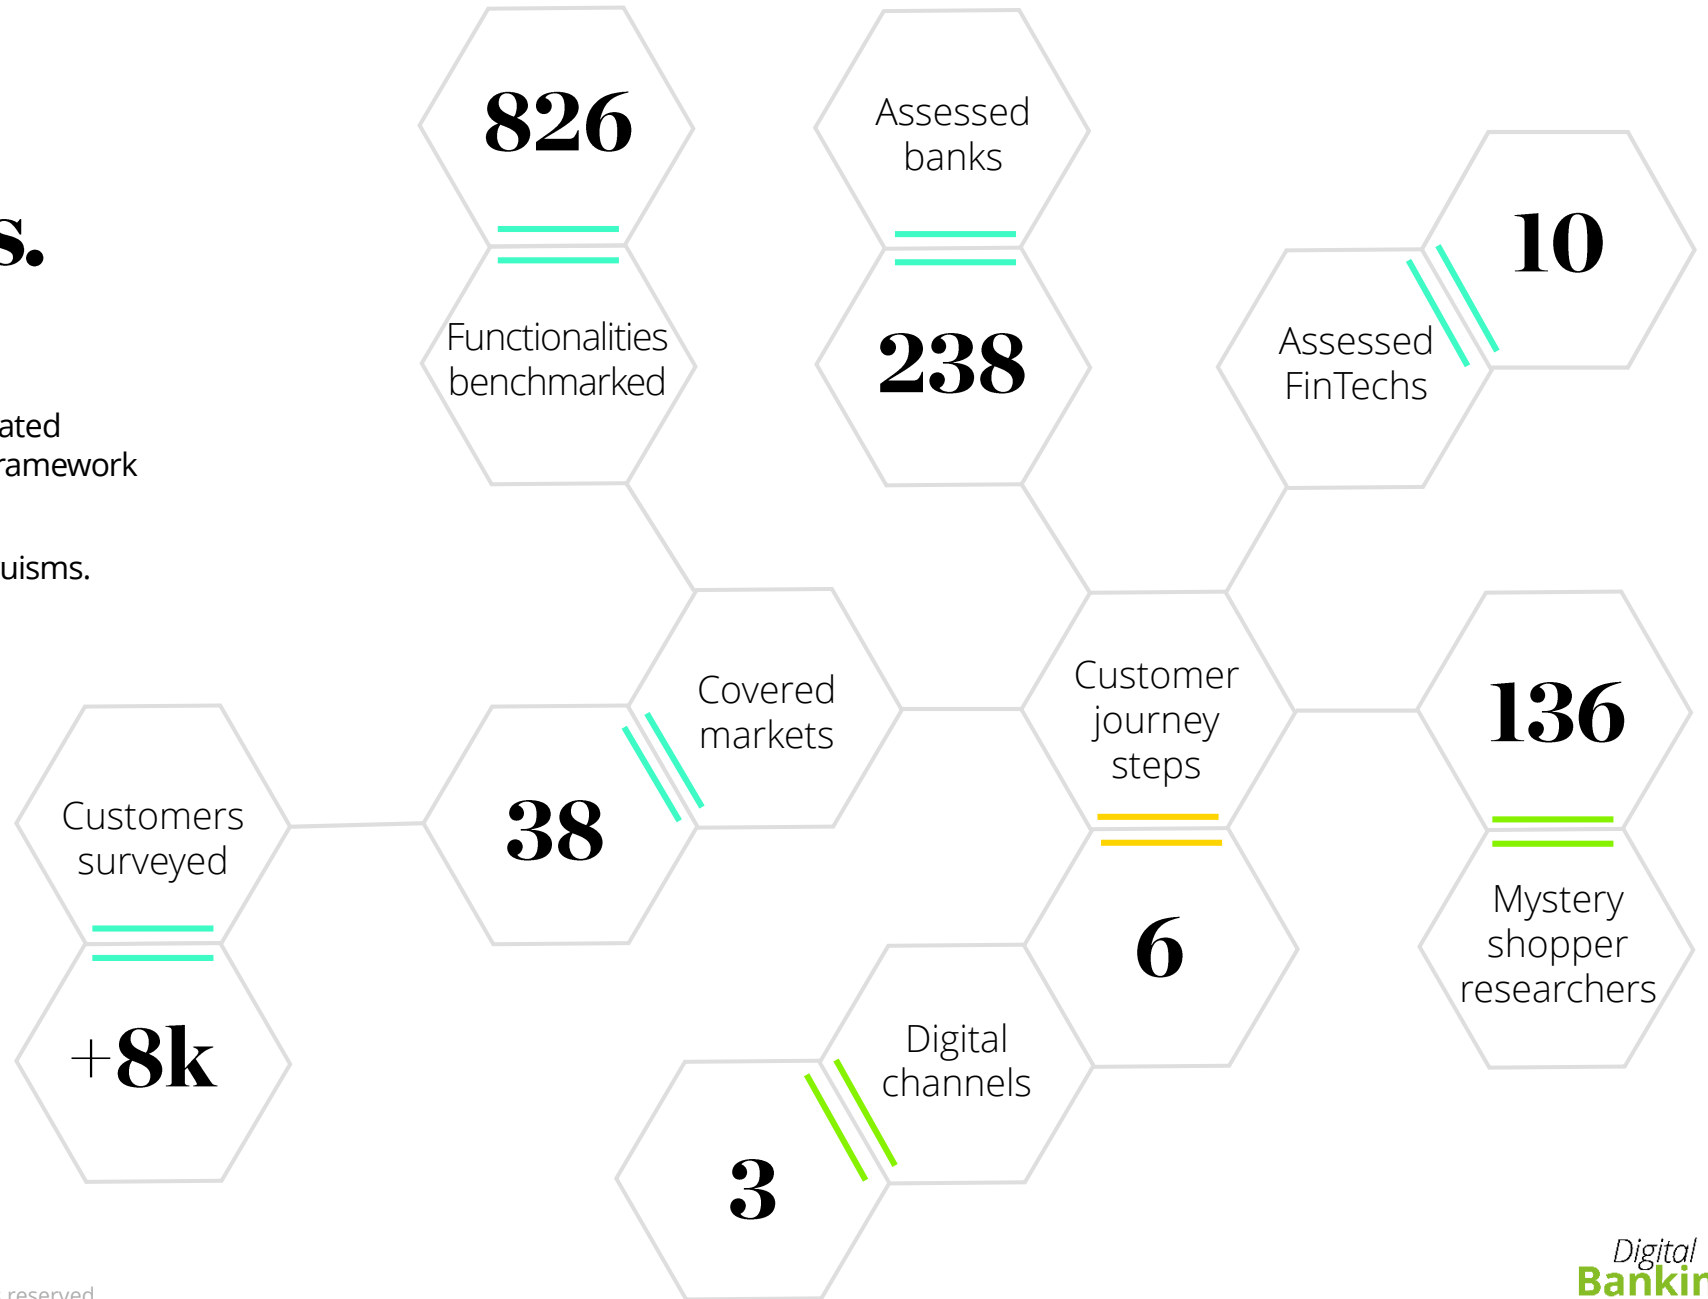 s.
ated
ramework
uisms.
826
Functionalities
benchmarked
Assessed
banks
238
10
Assessed
FinTechs
Covered
markets
38
Customers
surveyed
+8k
Customer
journey
steps
6
136
Mystery
shopper
researchers
Digital
channels
3
reserved
Digital
Bankin